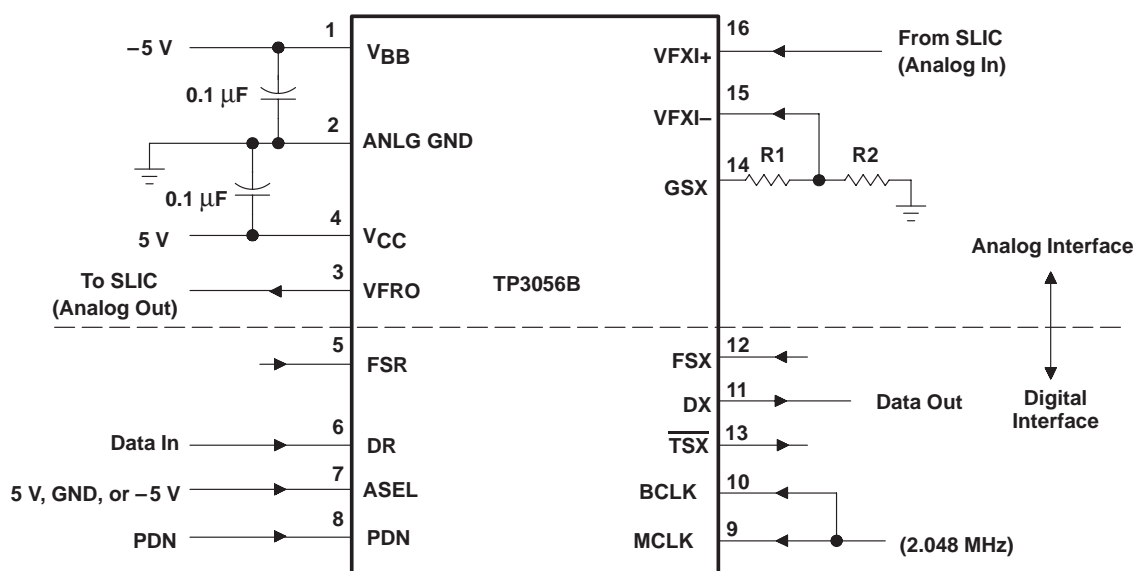 1
–5 V
VBB
0.1 µF
2
ANLG GND
0.1 µF
4
5 V
VCC
3
To SLIC
(Analog Out)
VFRO
TP3056B
16
VFXI+
From SLIC
(Analog In)
15
VFXI–
14
R1
R2
GSX
Analog Interface
5
FSR
6
Data In
DR
7
5 V, GND, or –5 V
ASEL
8
PDN
PDN
12
FSX
11
DX
Data Out
13
TSX
10
BCLK
9
MCLK
(2.048 MHz)
Digital
Interface